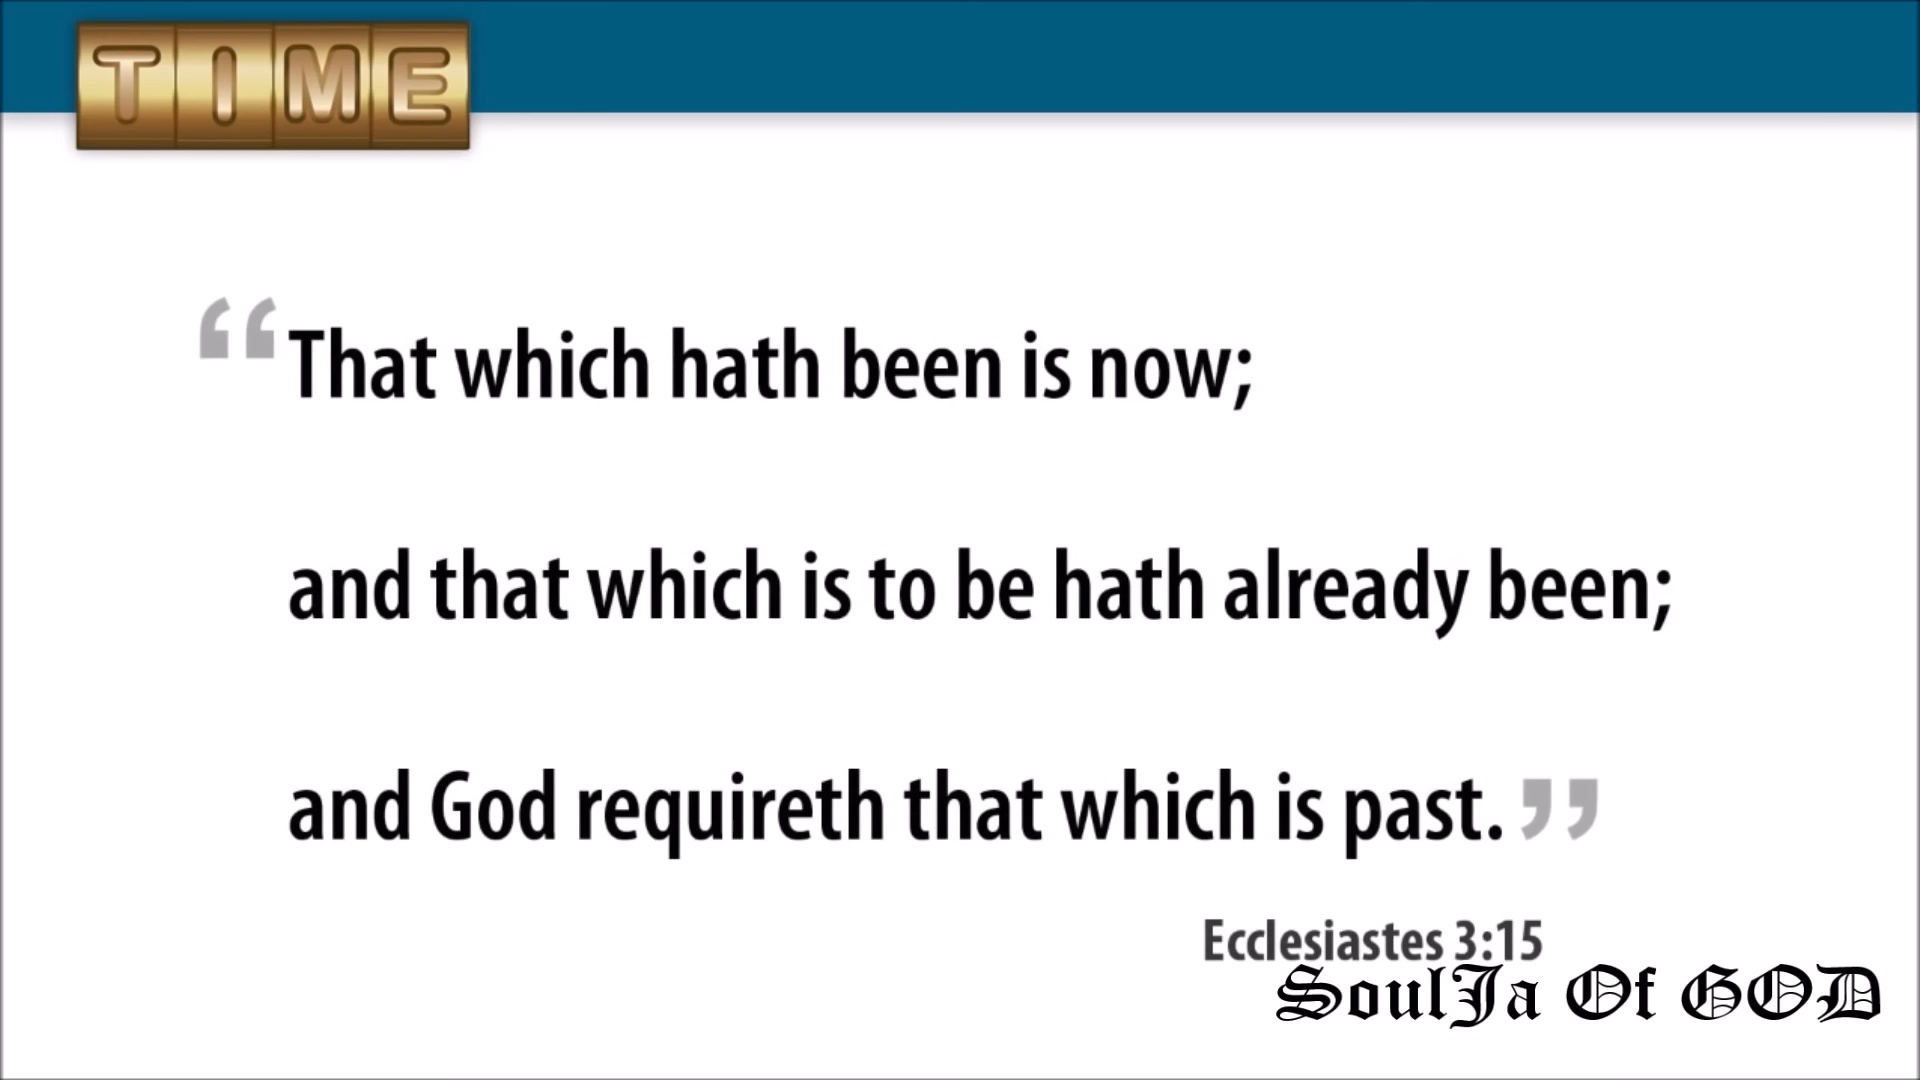 TIME
“That which hath been is now;
and that which is to be hath already been;
and God requireth that which is past.”
Ecclesiastes 3:15
SoulJa Of GOD